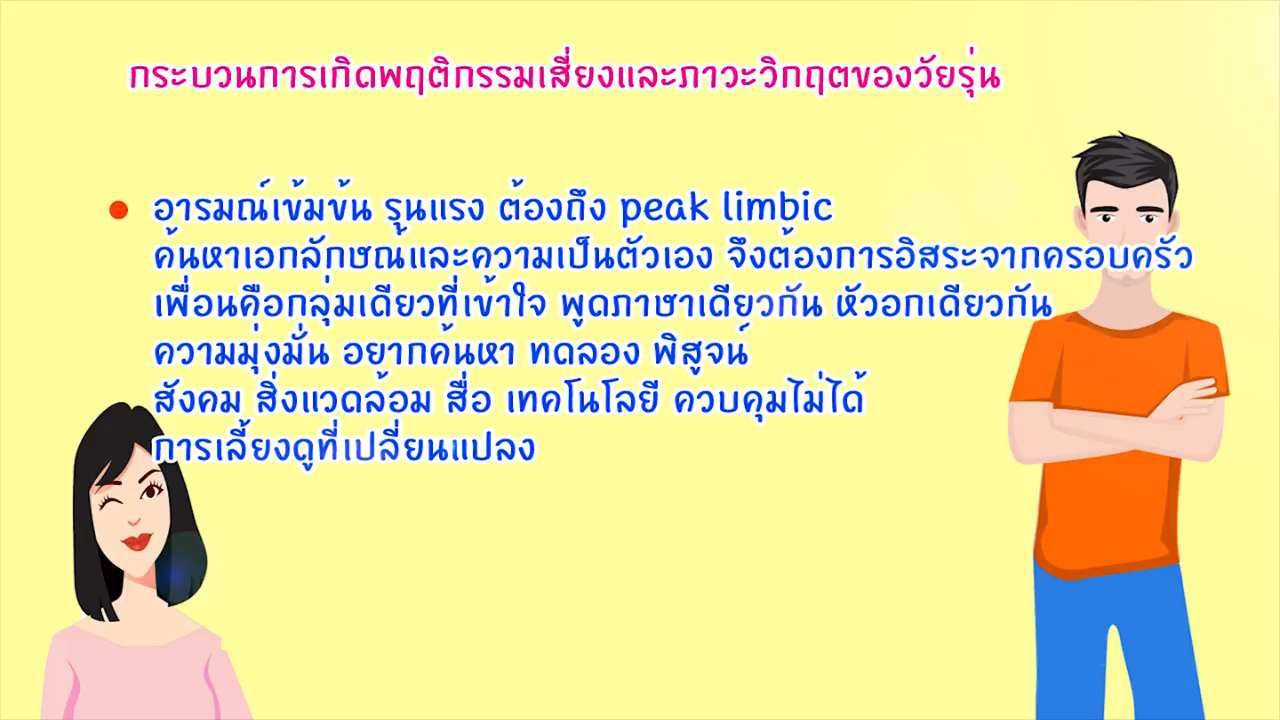 กระบวนการเกิดพฤติกรรมเสี่ยงและภาวะวิกฤตของวัยรุ่น
• อารมณ์เข้มข้น รุนแรง ต้องถึง peak limbic
ค้นหาเอกลักษณ์และความเป็นตัวเอง จึงต้องการอิสระจากครอบครัว
เพื่อนคือกลุ่มเดียวที่เข้าใจ พูดภาษาเดียวกัน หัวอกเดียวกัน
ความมุ่งมั่น อยากค้นหา ทดลอง พิสูจน์
สังคม สิ่งแวดล้อม สื่อ เทคโนโลยี ควบคุมไม่ได้
การเลี้ยงดูที่เปลี่ยนแปลง